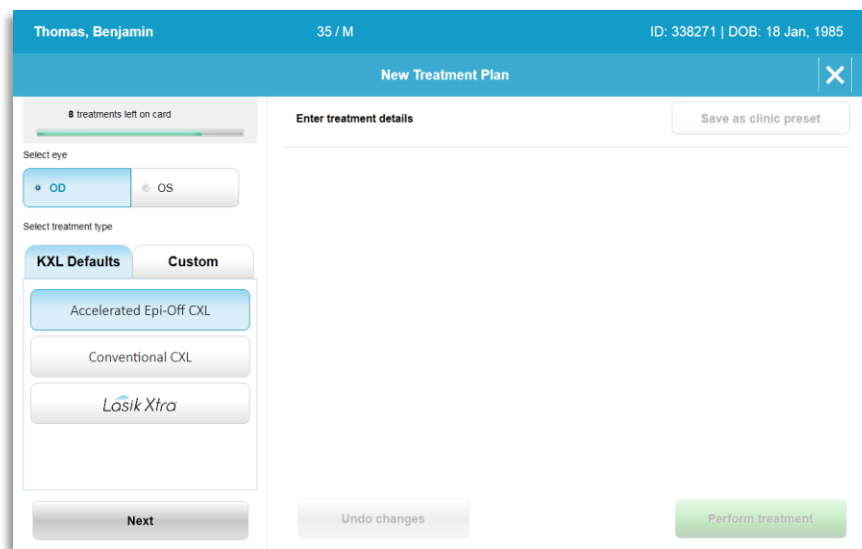 Thomas, Benjamin 35 / M ID: 338271 | DOB: 18 Jan, 1985
New Treatment Plan
8 treatments left on card
Enter treatment details
Save as clinic preset
Select eye
OD OS
Select treatment type
KXL Defaults Custom
Accelerated Epi-Off CXL
Conventional CXL
Lasik Xtra
Next
Undo changes
Perform treatment